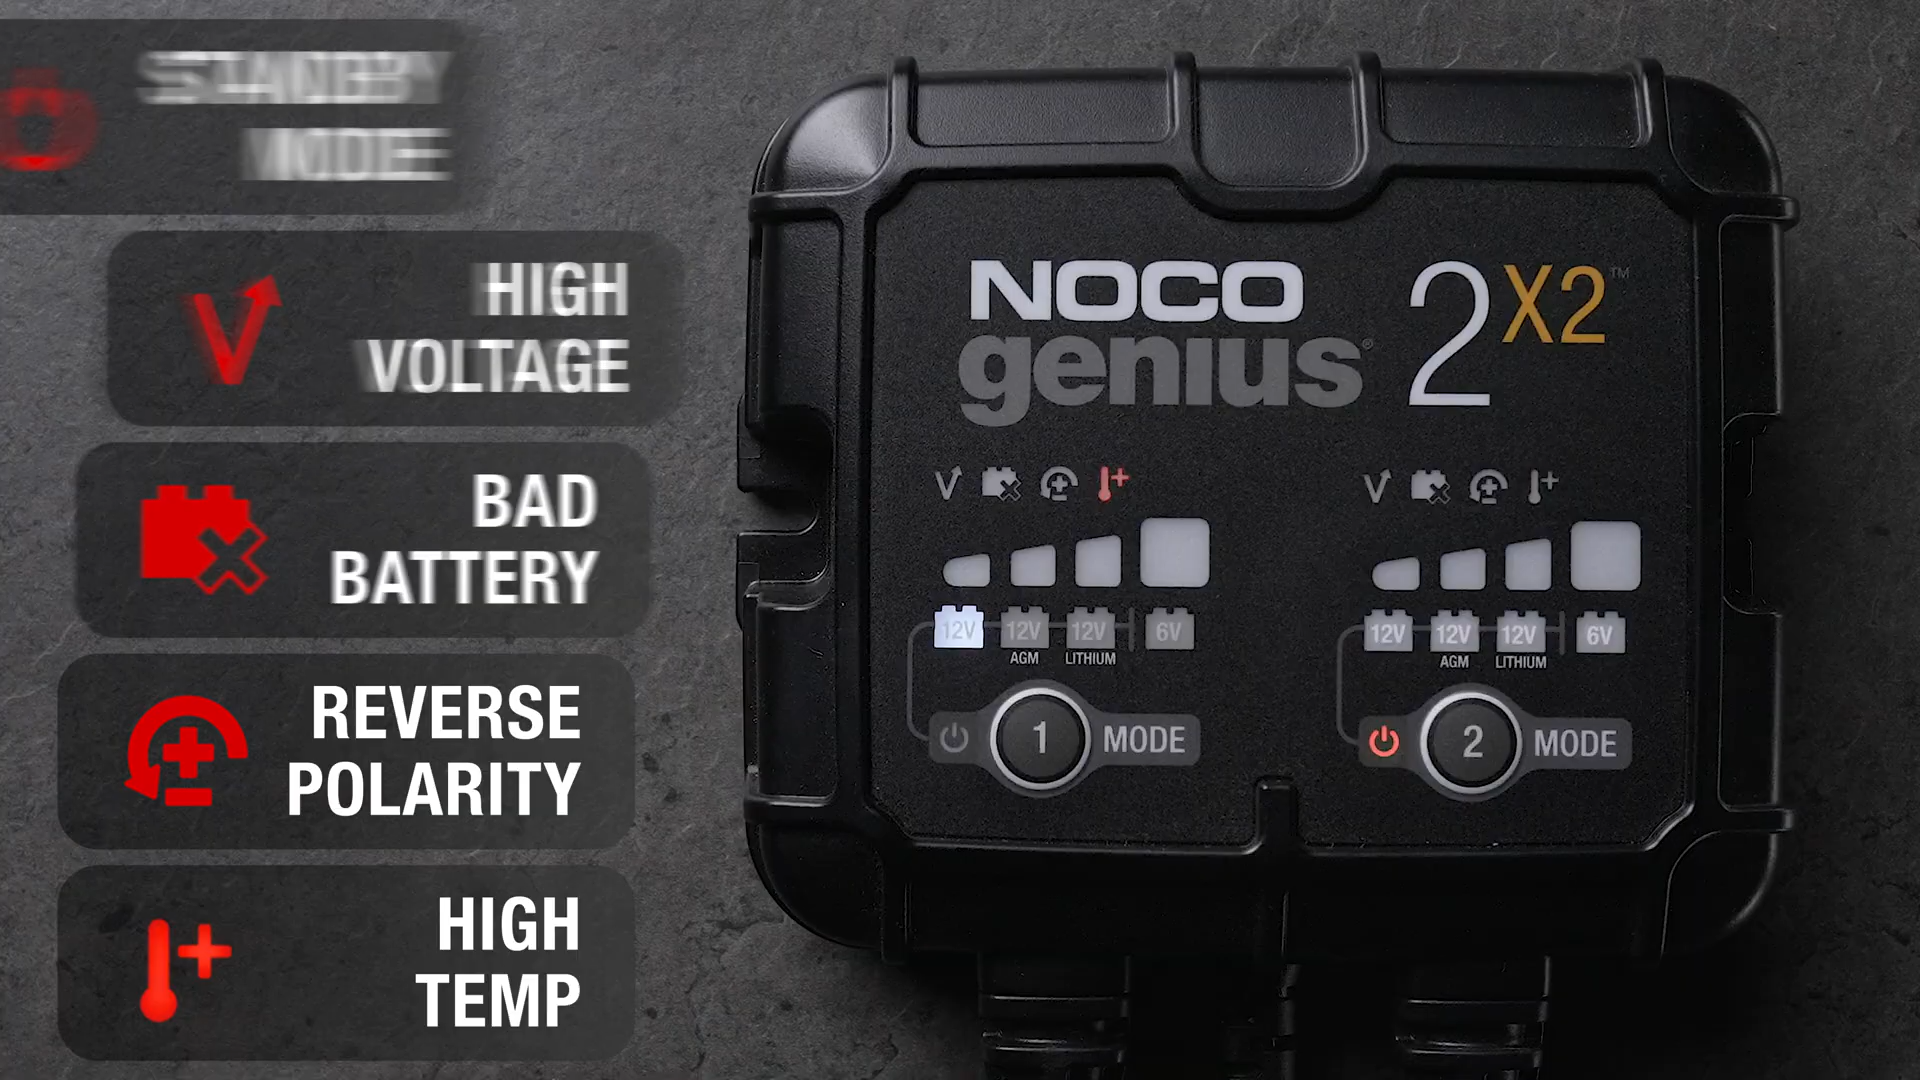 STANDBY
MODE
HIGH
VOLTAGE
BAD
BATTERY
REVERSE
POLARITY
HIGH
TEMP
NOCO
genius® 2X2™
12V 12V 12V 6V
AGM LITHIUM
1 MODE
12V 12V 12V 6V
AGM LITHIUM
2 MODE